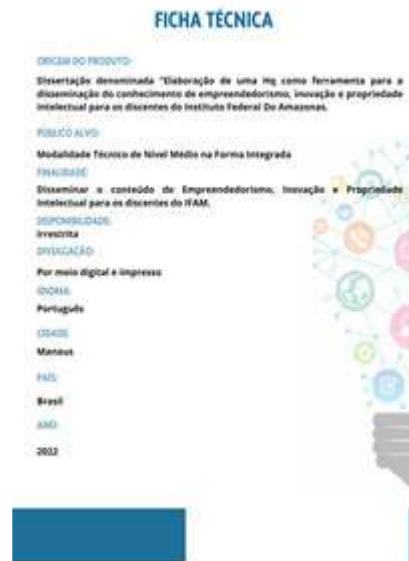 FICHA TÉCNICA
ORIGEM DO PRODUTO:
Dissertação denominada "Elaboração de uma Hq como ferramenta para a
disseminação do conhecimento de empreendedorismo, inovação e propriedade
intelectual para os discentes do Instituto Federal Do Amazonas.
PÚBLICO ALVO:
Modalidade Técnico de Nível Médio na Forma Integrada
FINALIDADE:
Disseminar o conteúdo de Empreendedorismo, Inovação e Propriedade
Intelectual para os discentes do IFAM.
DISPONIBILIDADE:
Irrestrita
DIVULGAÇÃO:
Por meio digital e impresso
IDIOMA:
Português
CIDADE:
Manaus
PAÍS:
Brasil
ANO:
2022